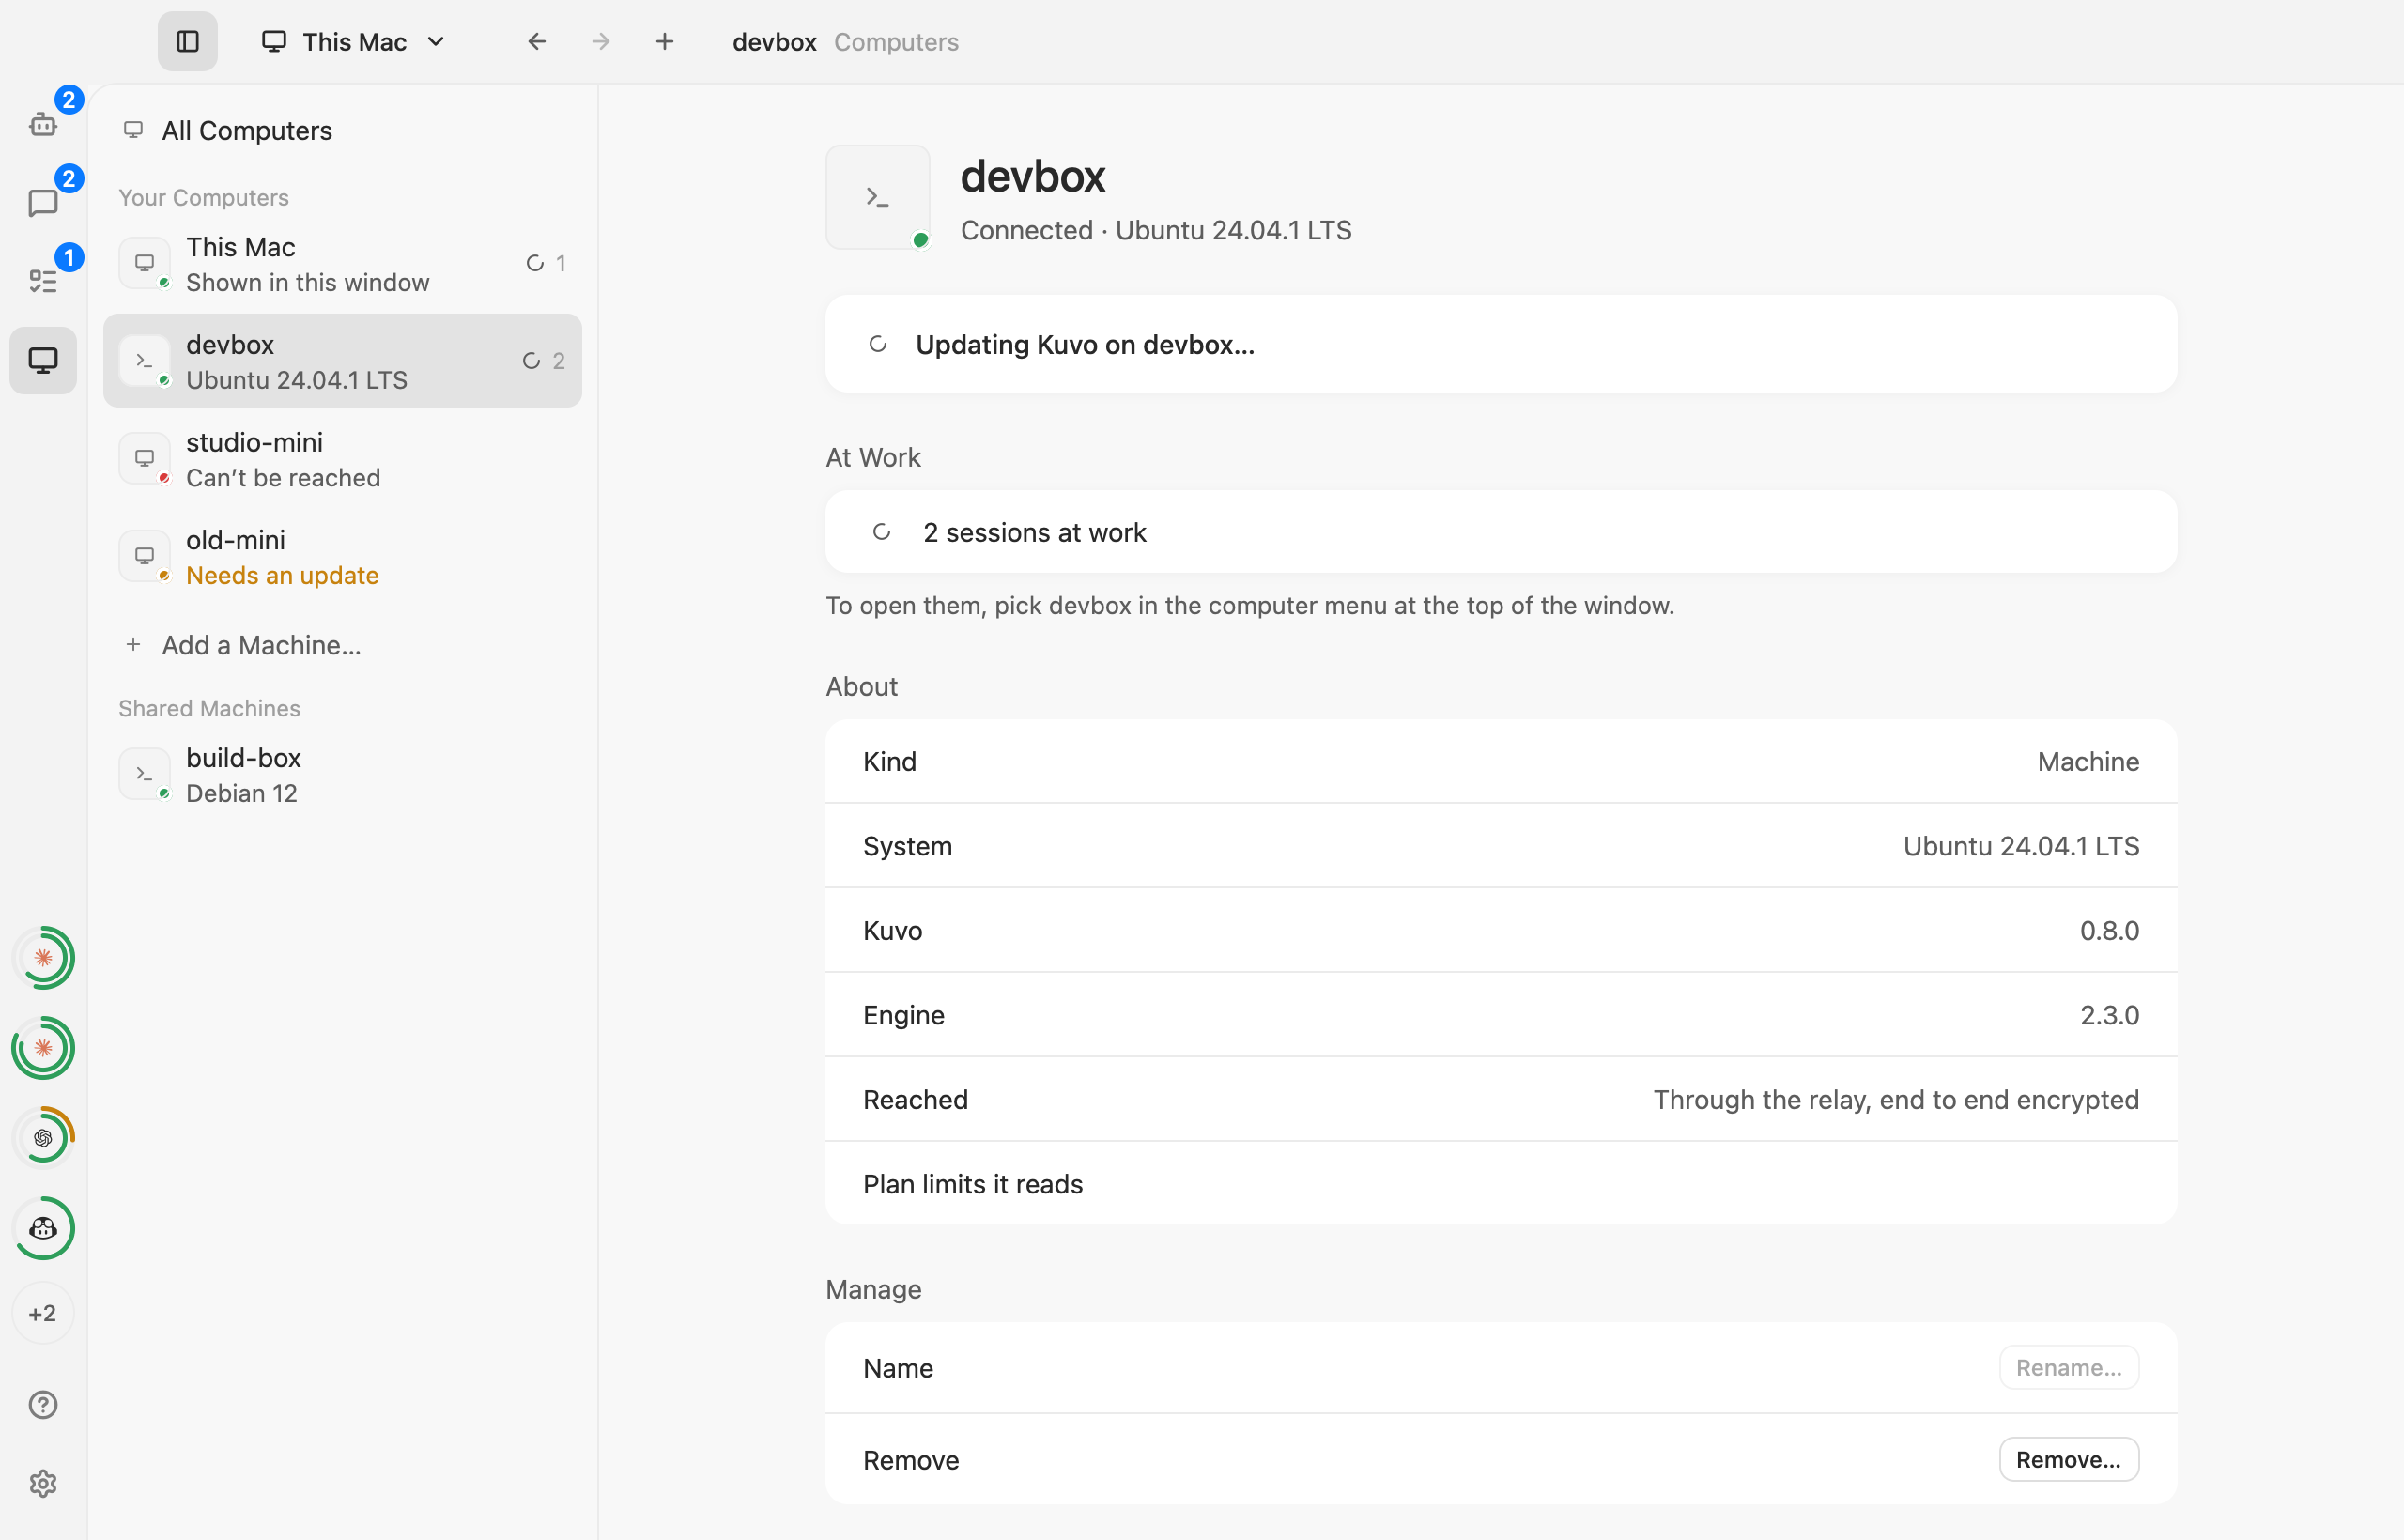 This Mac
devbox Computers
2
2
1
All Computers
Your Computers
This Mac
Shown in this window
1
devbox
Ubuntu 24.04.1 LTS
2
studio-mini
Can’t be reached
old-mini
Needs an update
+ Add a Machine...
Shared Machines
build-box
Debian 12
+2
devbox
Connected · Ubuntu 24.04.1 LTS
Updating Kuvo on devbox...
At Work
2 sessions at work
To open them, pick devbox in the computer menu at the top of the window.
About
Kind Machine
System Ubuntu 24.04.1 LTS
Kuvo 0.8.0
Engine 2.3.0
Reached Through the relay, end to end encrypted
Plan limits it reads
Manage
Name Rename...
Remove Remove...